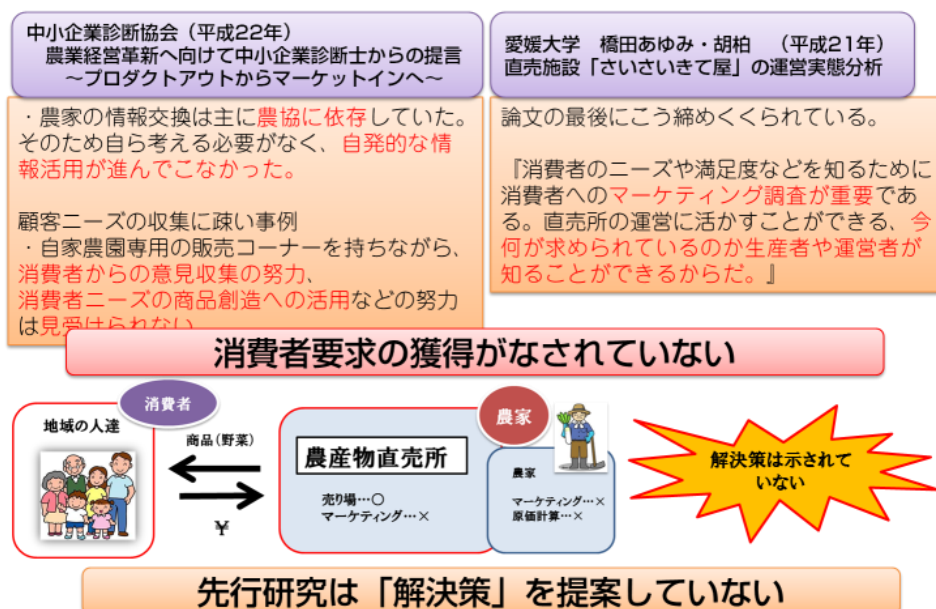 中小企業診断協会（平成22年）
農業経営革新へ向けて中小企業診断士からの提言
～プロダクトアウトからマーケットインへ～
・農家の情報交換は主に農協に依存していた。
そのため自ら考える必要がなく、自発的な情
報活用が進んでこなかった。
顧客ニーズの収集に疎い事例
・自家農園専用の販売コーナーを持ちながら、
消費者からの意見収集の努力、
消費者ニーズの商品創造への活用などの努力
は見受けられない
愛媛大学　橋田あゆみ・胡柏　（平成21年）
直売施設「さいさいきて屋」の運営実態分析
論文の最後にこう締めくくられている。
『消費者のニーズや満足度などを知るために
消費者へのマーケティング調査が重要であ
る。直売所の運営に活かすことができる、今
何が求められているのか生産者や運営者が
知ることができるからだ。』
消費者要求の獲得がなされていない
消費者
地域の人達
商品(野菜)
￥
農産物直売所
売り場…○
マーケティング…×
農家
農家
マーケティング…×
原価計算…×
解決策は示されて
いない
先行研究は「解決策」を提案していない